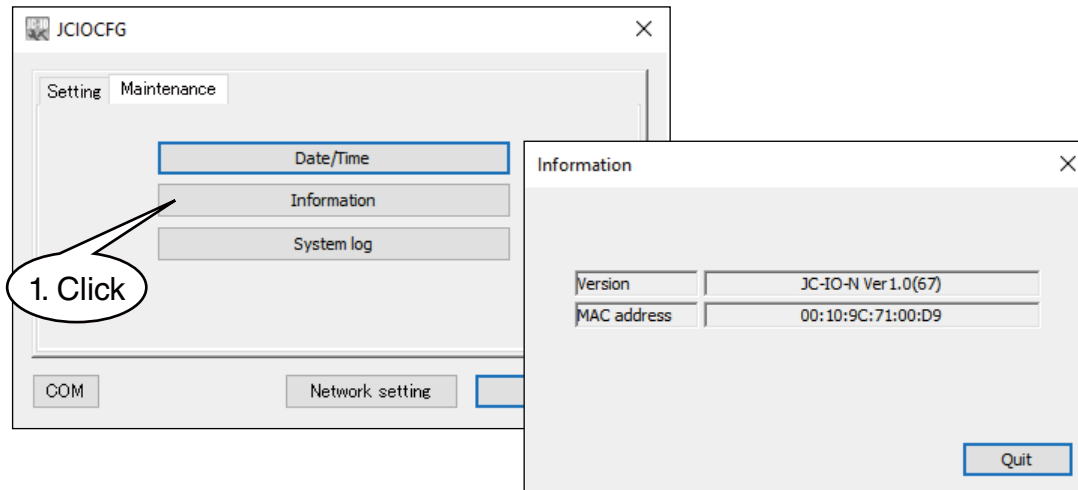 JCIOCFG
Setting Maintenance
Date/Time
Information
System log
1. Click
COM
Network setting
Information
Version JC-IO-N Ver1.0(67)
MAC address 00:10:9C:71:00:D9
Quit